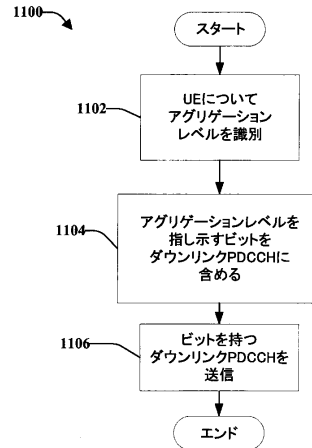 1100
スタート
1102
UEについて
アグリゲーション
レベルを識別
1104
アグリゲーションレベルを
指し示すビットを
ダウンリンクPDCCHに
含める
1106
ビットを持つ
ダウンリンクPDCCHを
送信
エンド